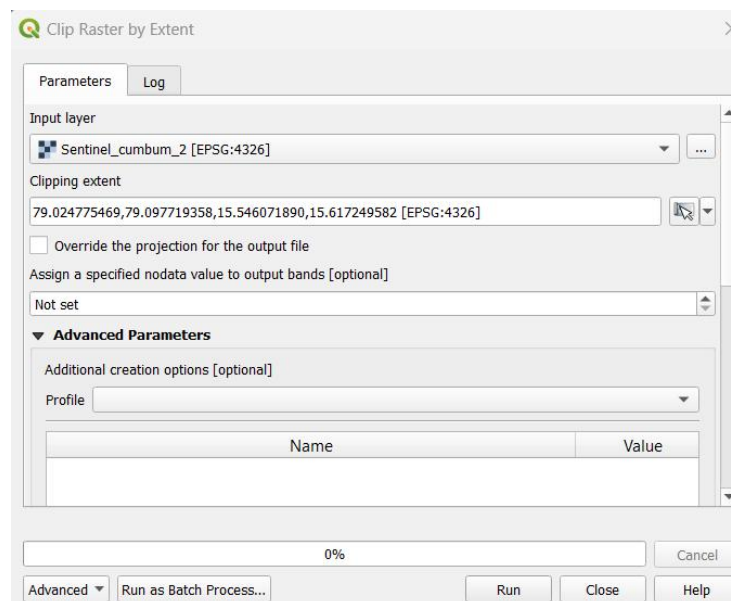 Clip Raster by Extent
Parameters Log
Input layer
Sentinel_cumbum_2 [EPSG:4326]
...
Clipping extent
79.024775469,79.097719358,15.546071890,15.617249582 [EPSG:4326]
Override the projection for the output file
Assign a specified nodata value to output bands [optional]
Not set
Advanced Parameters
Additional creation options [optional]
Profile
Name Value
0% Cancel
Advanced Run as Batch Process... Run Close Help